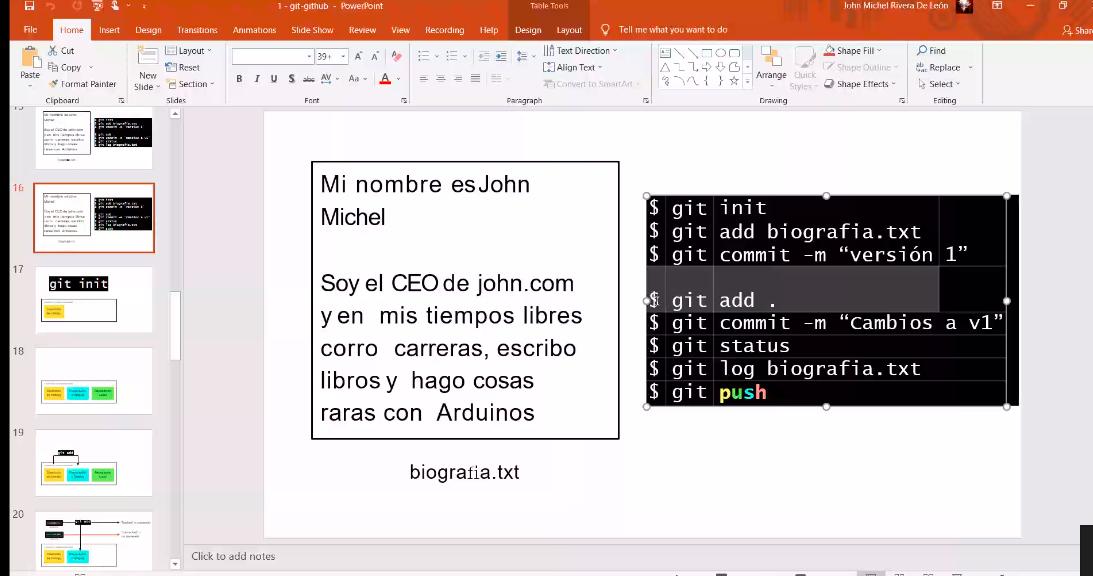 1 - git-github - PowerPoint
Table Tools
John Michel Rivera De León
File Home Insert Design Transitions Animations Slide Show Review View Recording Help Design Layout Tell me what you want to do
Paste
Cut
Copy
Format Painter
Clipboard
New Slide
Layout
Reset
Section
Slides
39+
B I U S abc AV Aa A
Font
Paragraph
Text Direction
Align Text
Convert to SmartArt
Arrange
Quick Styles
Shape Fill
Shape Outline
Shape Effects
Drawing
Find
Replace
Select
Editing
16
17
git init
18
19
20
Mi nombre es John
Michel
Soy el CEO de john.com
y en mis tiempos libres
corro carreras, escribo
libros y hago cosas
raras con Arduinos
biografia.txt
$ git init
$ git add biografia.txt
$ git commit -m “versión 1”
$ git add .
$ git commit -m “Cambios a v1”
$ git status
$ git log biografia.txt
$ git push
Click to add notes